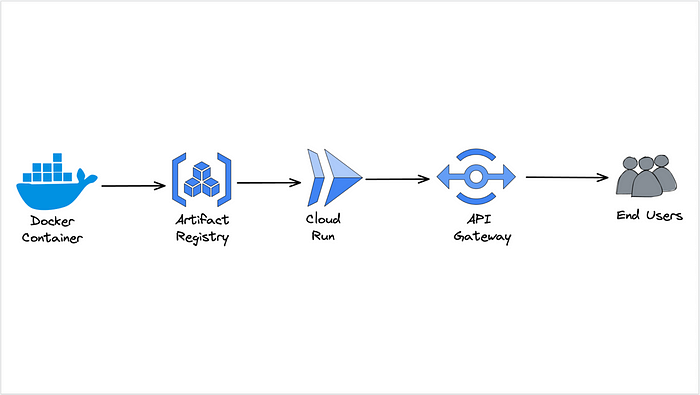 Docker
Container
Artifact
Registry
Cloud
Run
API
Gateway
End Users